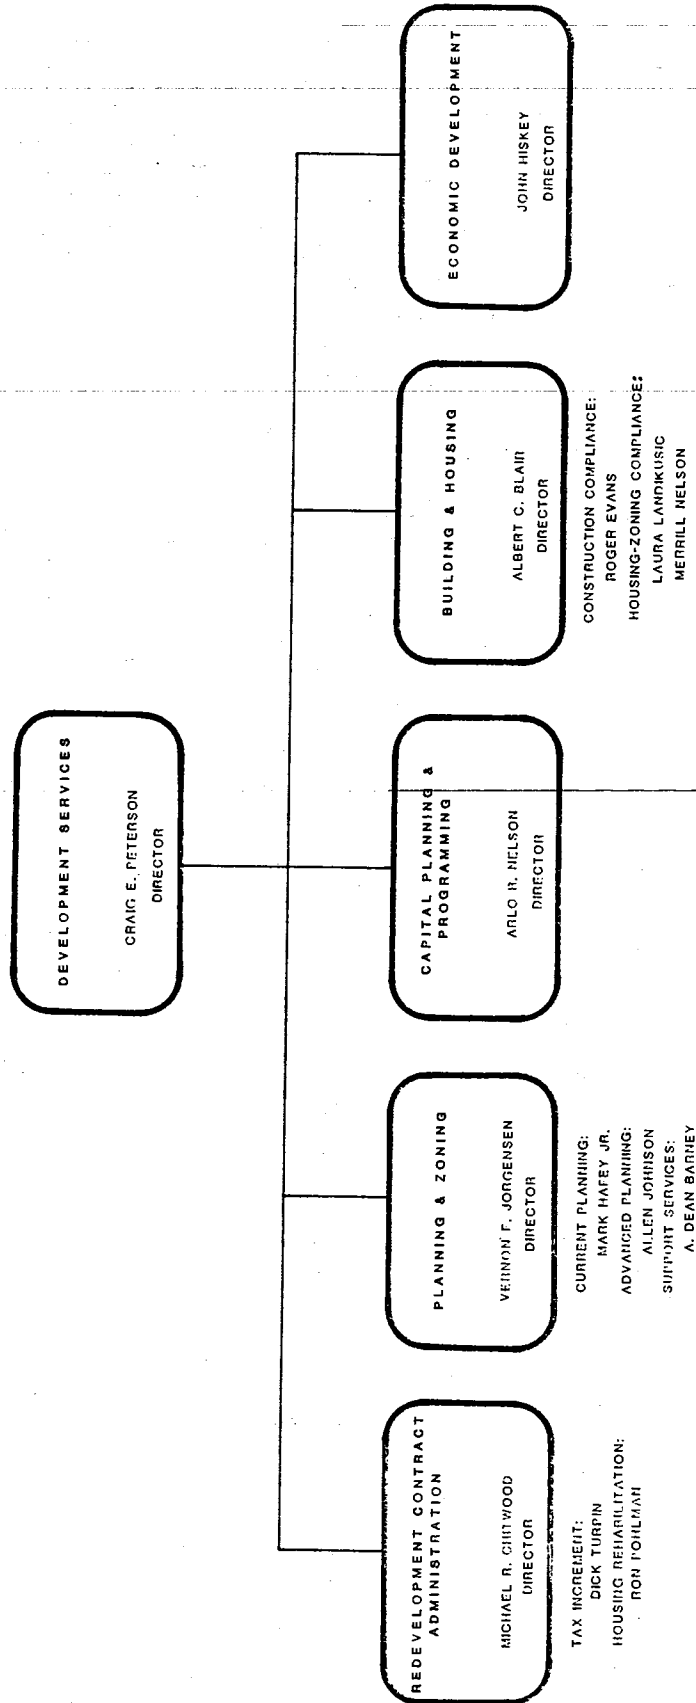 DEVELOPMENT SERVICES
CRAIG E. PETERSON
DIRECTOR
REDEVELOPMENT CONTRACT
ADMINISTRATION
MICHAEL R. CHITWOOD
DIRECTOR
TAX INCREMENT:
DICK TURPIN
HOUSING REHABILITATION:
RON POHLMAN
PLANNING & ZONING
VERNON F. JORGENSEN
DIRECTOR
CURRENT PLANNING:
MARK HAFEY JR.
ADVANCED PLANNING:
ALLEN JOHNSON
SUPPORT SERVICES:
A. DEAN BARNEY
CAPITAL PLANNING &
PROGRAMMING
ARLO R. NELSON
DIRECTOR
BUILDING & HOUSING
ALBERT C. BLAIR
DIRECTOR
CONSTRUCTION COMPLIANCE:
ROGER EVANS
HOUSING-ZONING COMPLIANCE:
LAURA LANDIKUSIC
MERRILL NELSON
ECONOMIC DEVELOPMENT
JOHN HISKEY
DIRECTOR